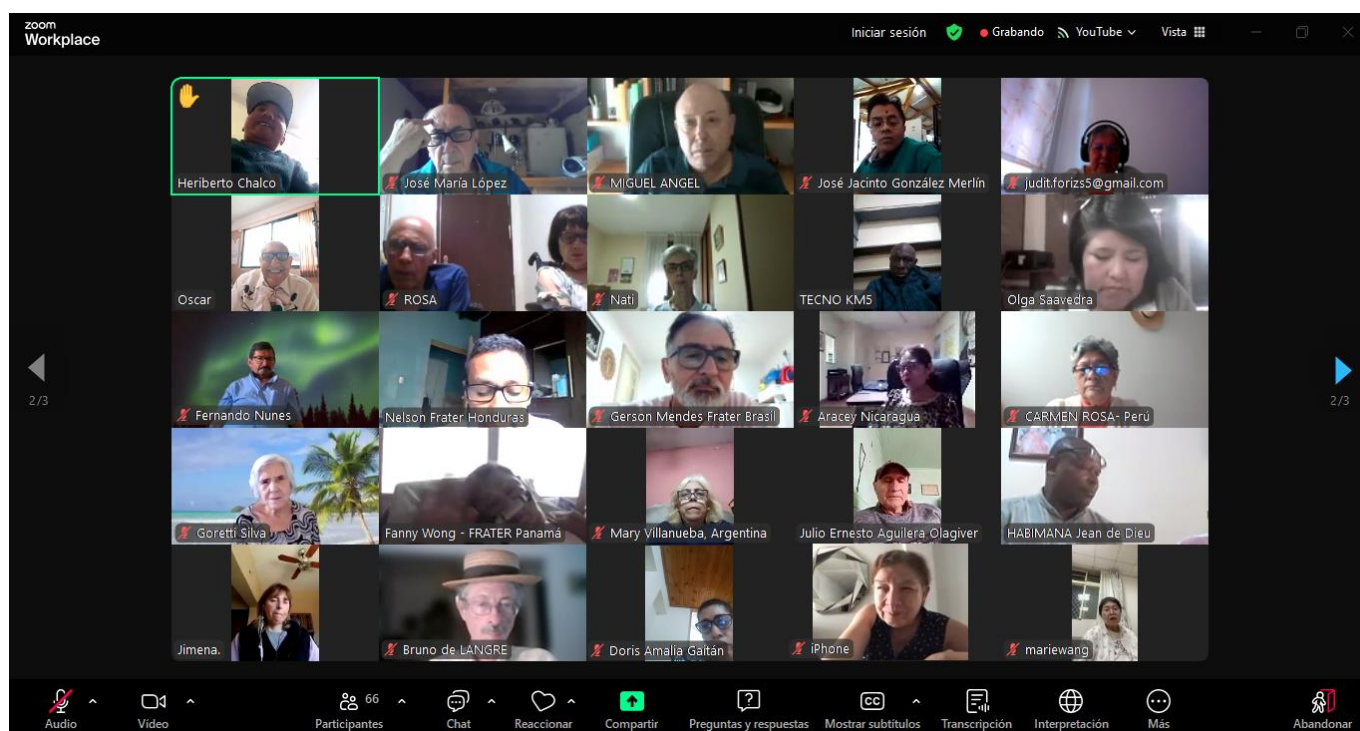 zoom
Workplace
Iniciar sesión
Grabando
YouTube
Vista
Heriberto Chalco
José María López
MIGUEL ANGEL
José Jacinto González Merlín
judit.forizs5@gmail.com
Oscar
ROSA
Nati
TECNO KM5
Olga Saavedra
Fernando Nunes
Nelson Frater Honduras
Gerson Mendes Frater Brasil
Aracey Nicaragua
CARMEN ROSA- Perú
Goretti Silva
Fanny Wong - FRATER Panamá
Mary Villanueba, Argentina
Julio Ernesto Aguilera Olagiver
HABIMANA Jean de Dieu
Jimena.
Bruno de LANGRE
Doris Amalia Gaitán
iPhone
mariewang
2/3
2/3
Audio
Vídeo
66
Participantes
Chat
Reaccionar
Compartir
Preguntas y respuestas
CC
Mostrar subtítulos
Transcripción
Interpretación
Más
Abandonar